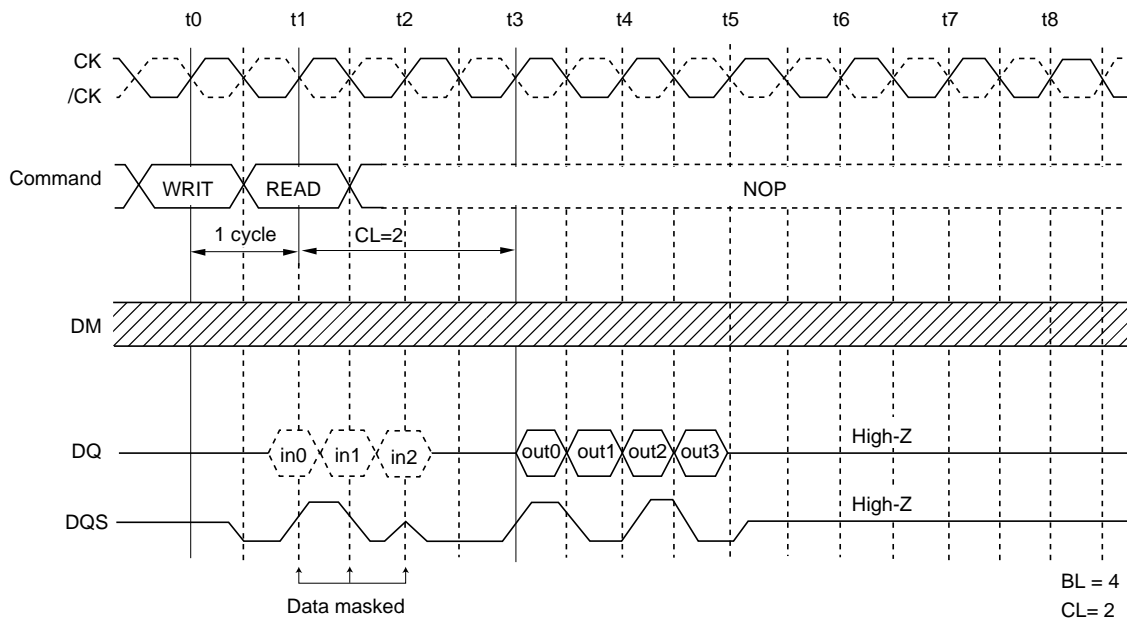 t0 t1 t2 t3 t4 t5 t6 t7 t8
CK
/CK
Command WRIT READ NOP
1 cycle CL=2
DM
DQ in0 in1 in2 out0 out1 out2 out3 High-Z
DQS High-Z
Data masked
BL = 4
CL= 2